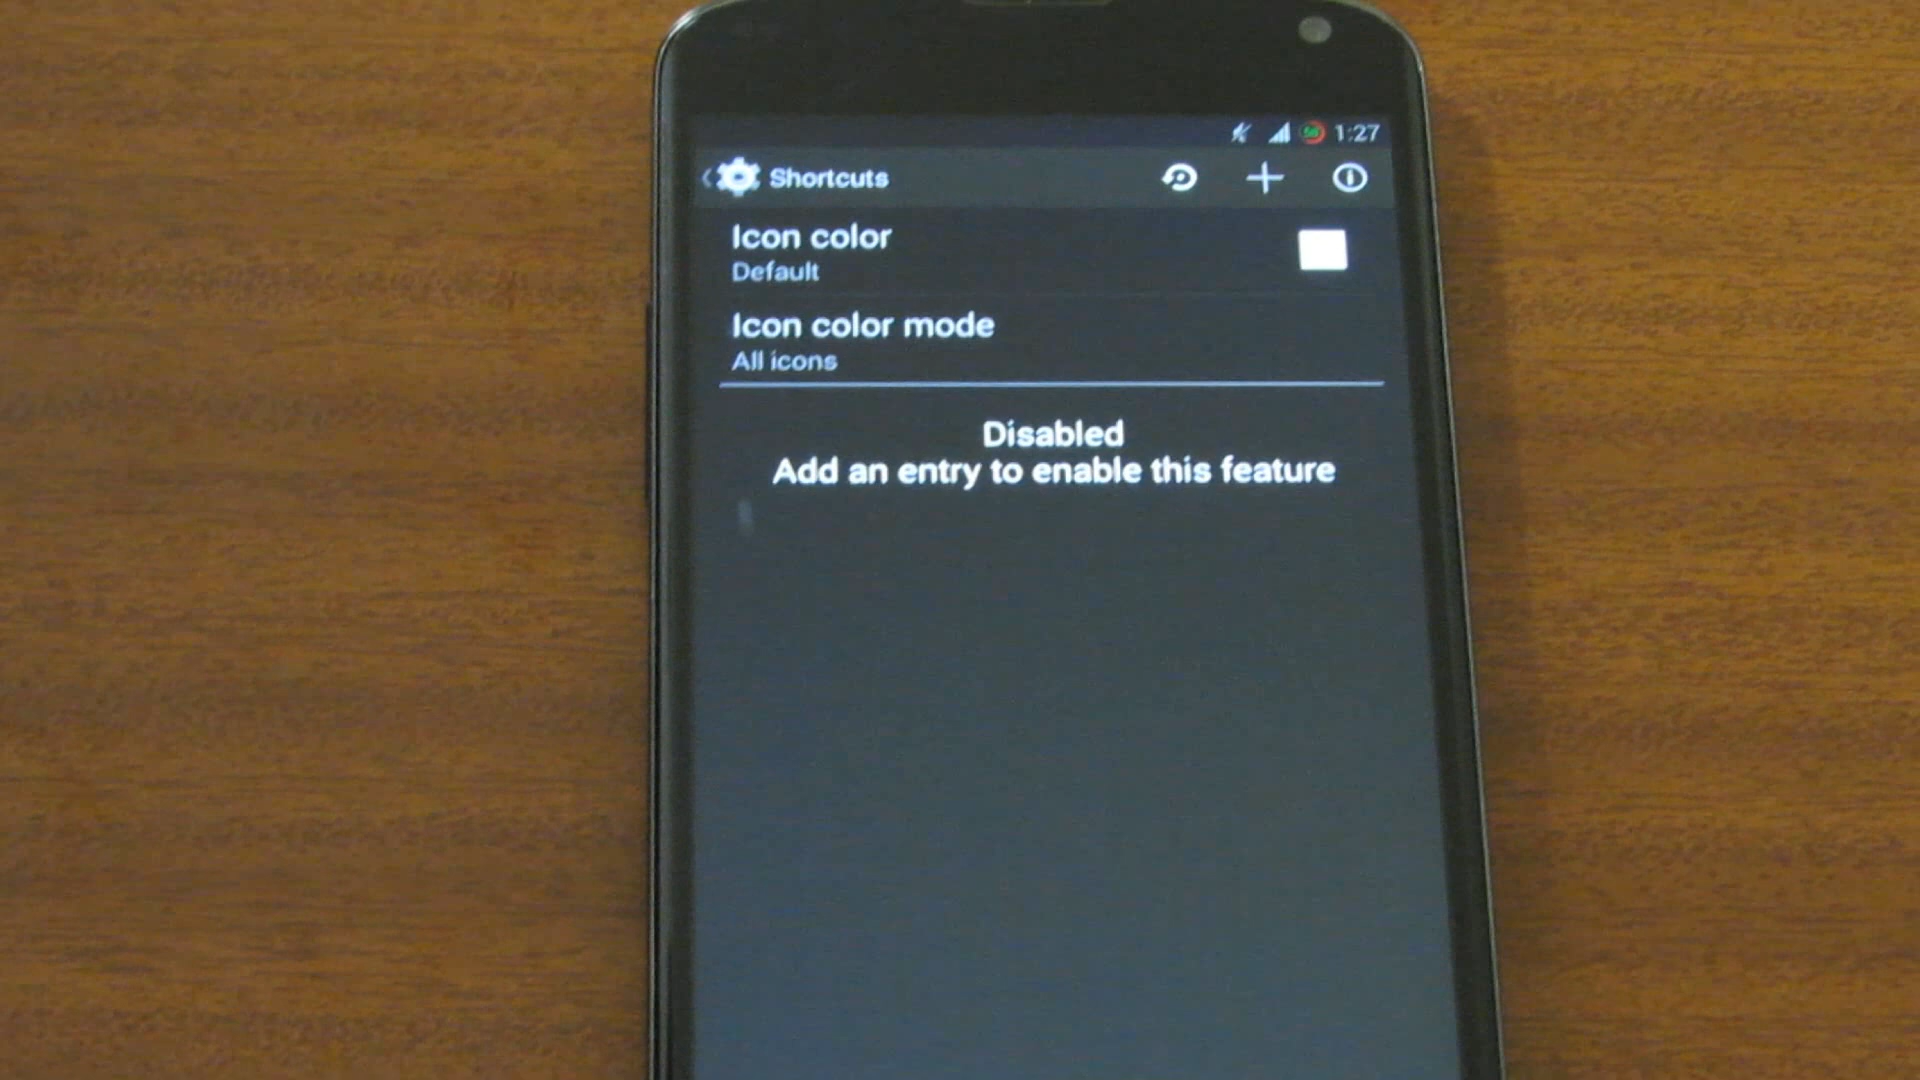 1:27
Shortcuts
Icon color
Default
Icon color mode
All icons
Disabled
Add an entry to enable this feature